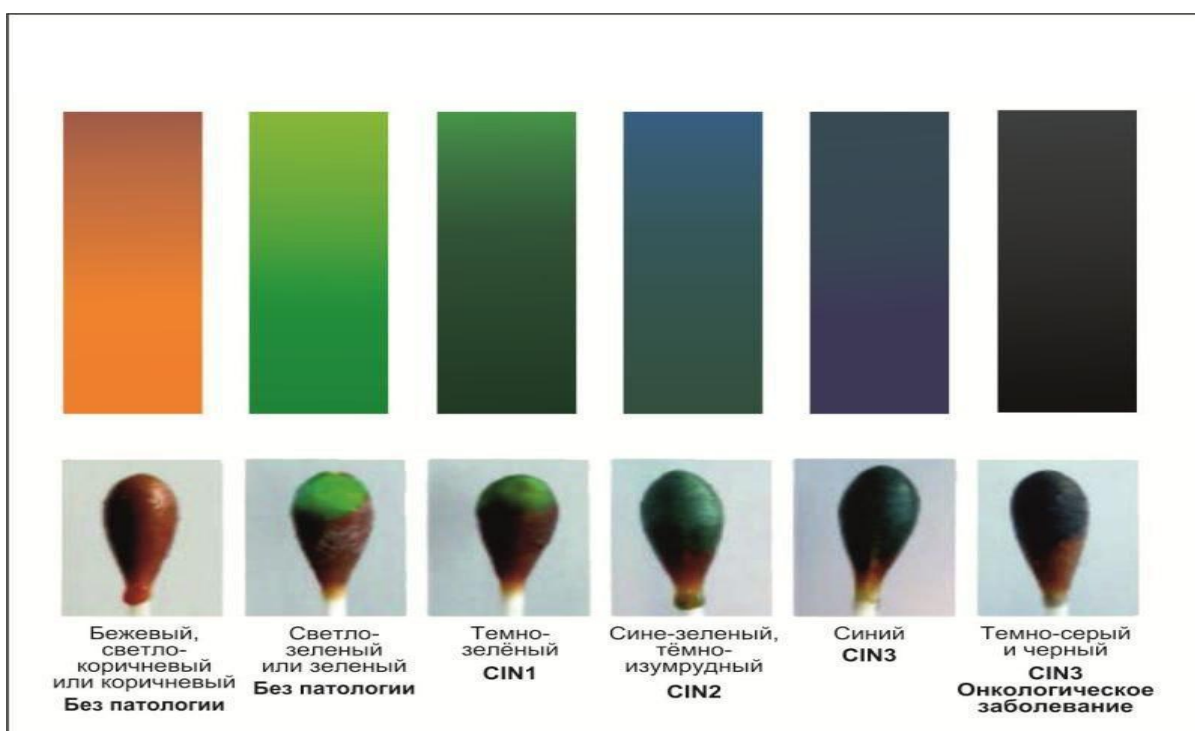 Бежевый,
светло-
коричневый
или коричневый
Без патологии
Светло-
зеленый
или зеленый
Без патологии
Темно-
зелёный
CIN1
Сине-зеленый,
тёмно-
изумрудный
CIN2
Синий
CIN3
Темно-серый
и черный
CIN3
Онкологическое
заболевание